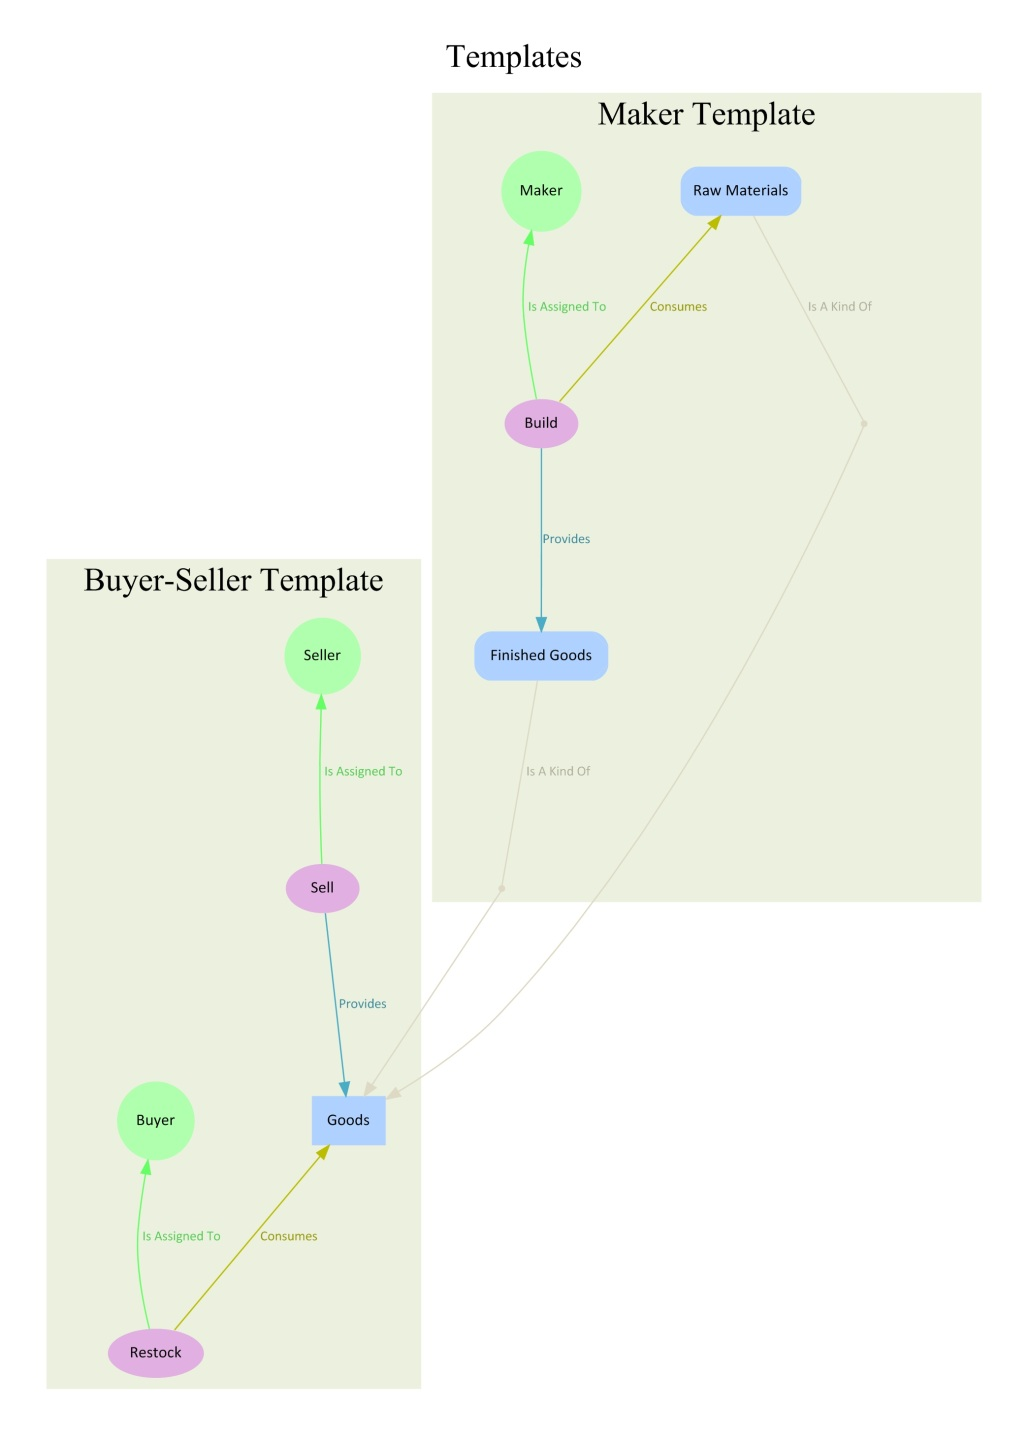 Templates
Maker Template
Maker
Raw Materials
Is Assigned To
Consumes
Is A Kind Of
Build
Provides
Buyer-Seller Template
Seller
Finished Goods
Is Assigned To
Is A Kind Of
Sell
Provides
Buyer
Goods
Is Assigned To
Consumes
Restock